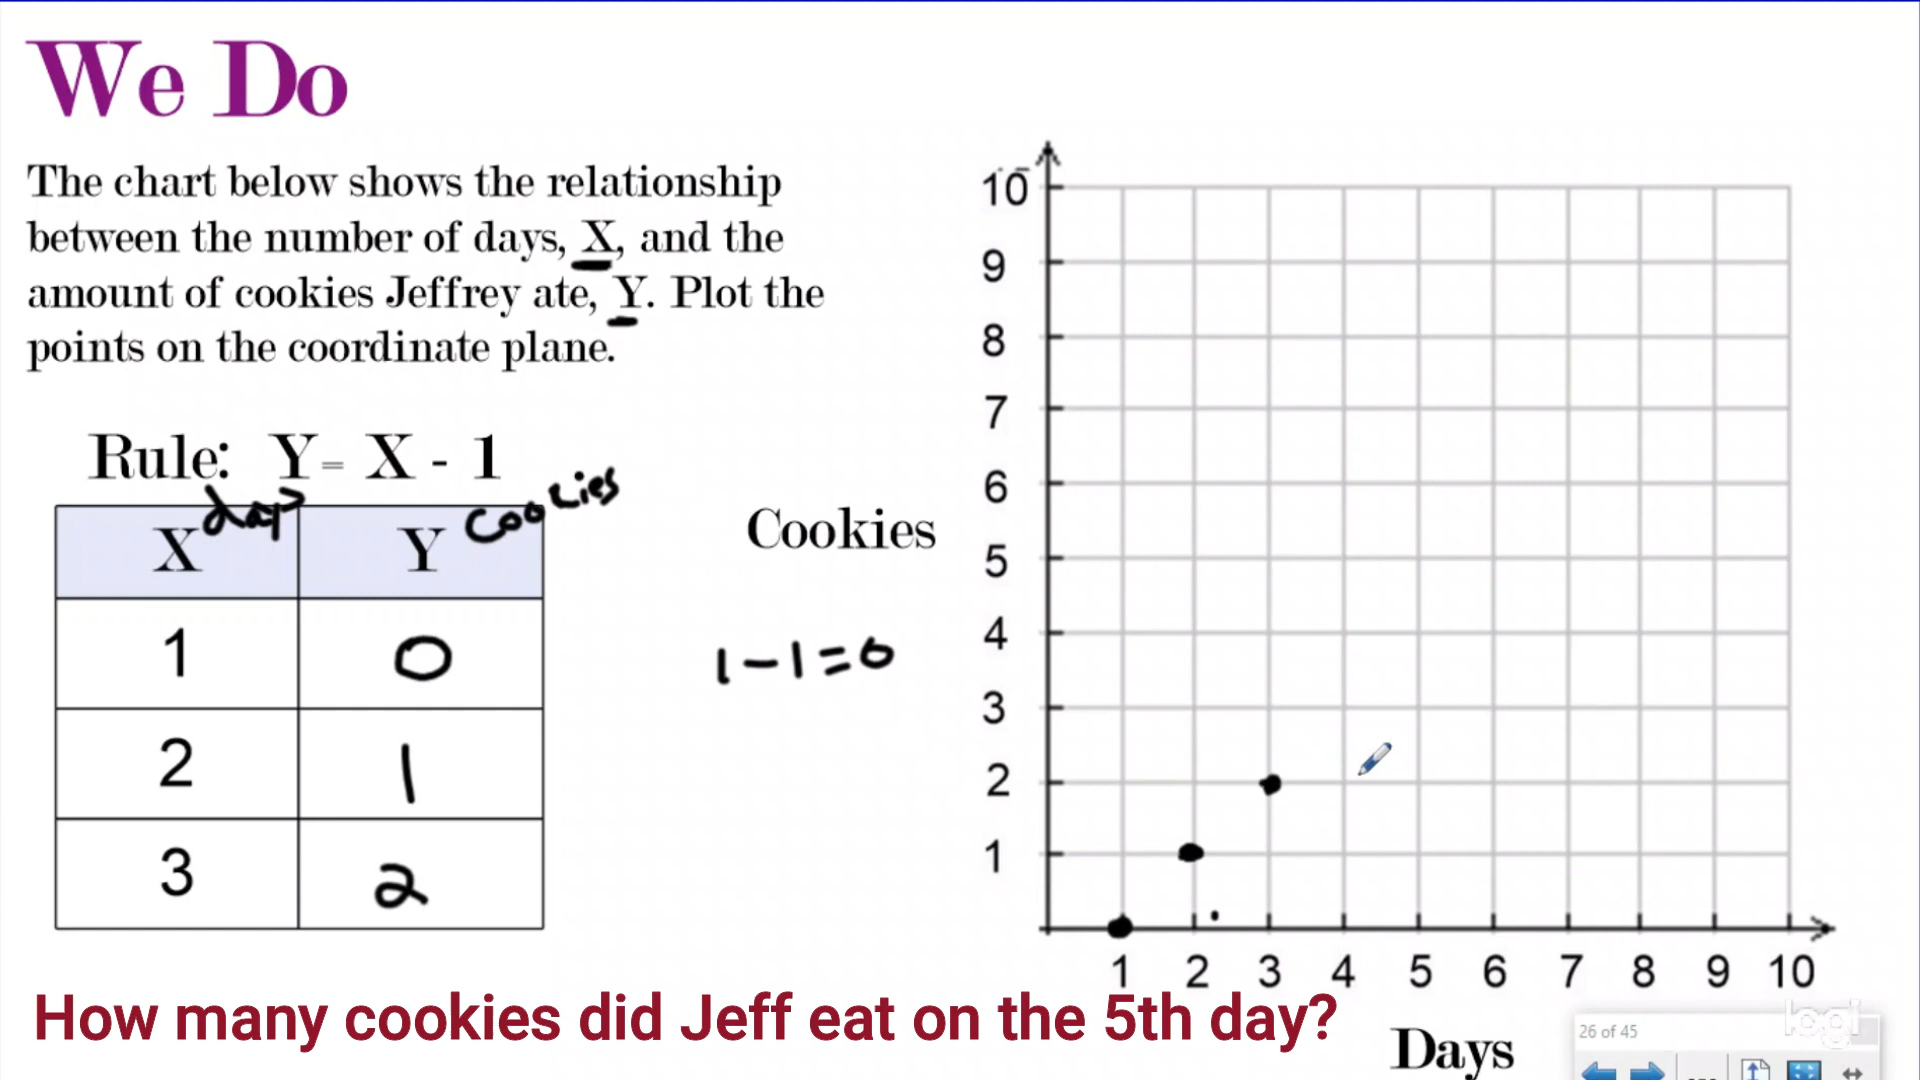 We Do
The chart below shows the relationship
between the number of days, X, and the
amount of cookies Jeffrey ate, Y. Plot the
points on the coordinate plane.
Rule: Y= X - 1
X days Y cookies
1 0
2 1
3 2
Cookies
1-1=0
10
9
8
7
6
5
4
3
2
1
1 2 3 4 5 6 7 8 9 10
Days
How many cookies did Jeff eat on the 5th day?
logi
26 of 45